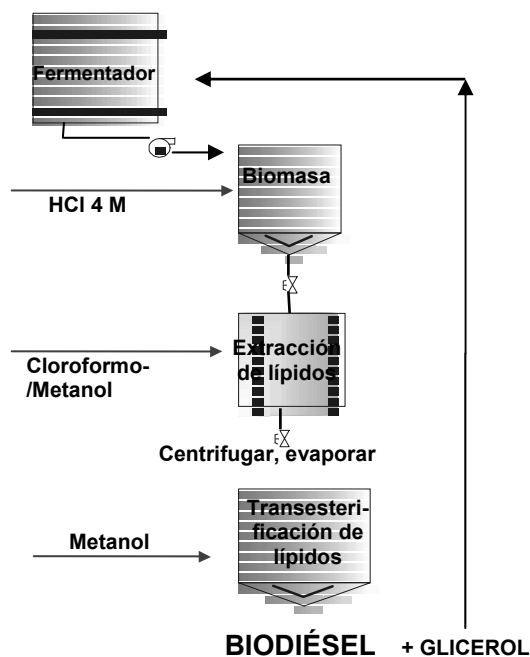 Fermentador
Biomasa
HCl 4 M
Extracción
de lípidos
Cloroformo-
/Metanol
Centrifugar, evaporar
Transesteri-
ficación de
lípidos
Metanol
BIODIÉSEL + GLICEROL